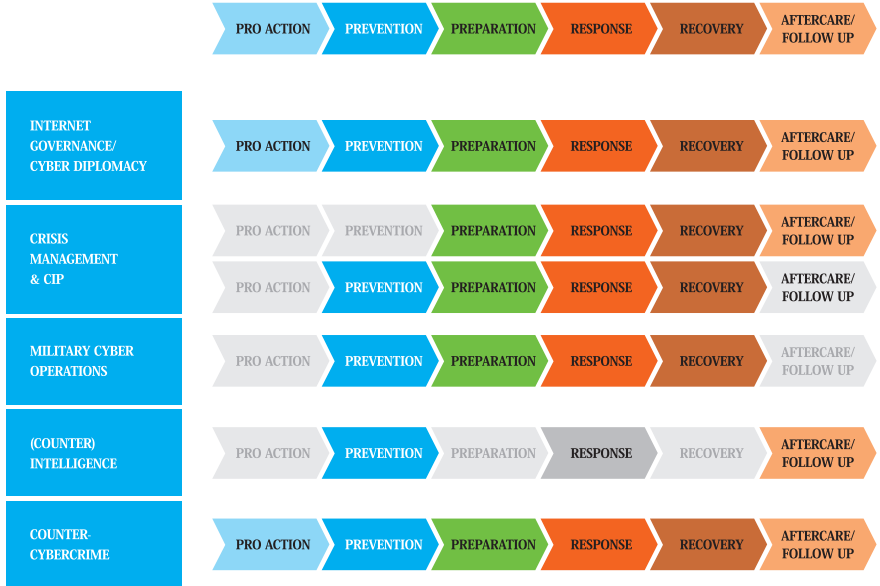 PRO ACTION PREVENTION PREPARATION RESPONSE RECOVERY AFTERCARE/
FOLLOW UP
INTERNET
GOVERNANCE/
CYBER DIPLOMACY
PRO ACTION PREVENTION PREPARATION RESPONSE RECOVERY AFTERCARE/
FOLLOW UP
CRISIS
MANAGEMENT
& CIP
PRO ACTION PREVENTION PREPARATION RESPONSE RECOVERY AFTERCARE/
FOLLOW UP
PRO ACTION PREVENTION PREPARATION RESPONSE RECOVERY AFTERCARE/
FOLLOW UP
MILITARY CYBER
OPERATIONS
PRO ACTION PREVENTION PREPARATION RESPONSE RECOVERY AFTERCARE/
FOLLOW UP
(COUNTER)
INTELLIGENCE
PRO ACTION PREVENTION PREPARATION RESPONSE RECOVERY AFTERCARE/
FOLLOW UP
COUNTER-
CYBERCRIME
PRO ACTION PREVENTION PREPARATION RESPONSE RECOVERY AFTERCARE/
FOLLOW UP